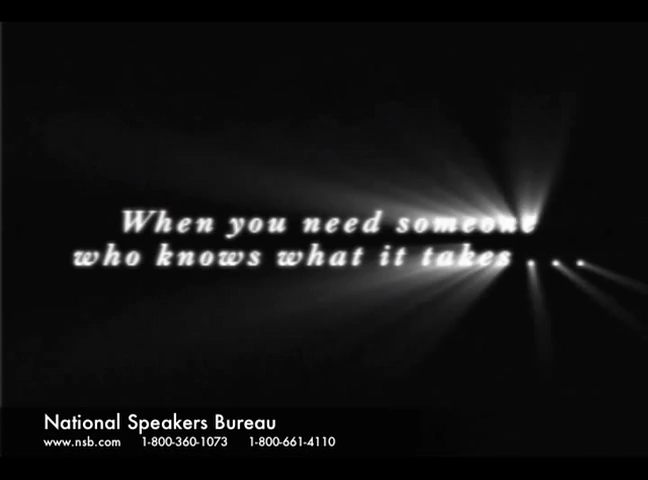 When you need someone
who knows what it takes . . .
National Speakers Bureau
www.nsb.com 1-800-360-1073 1-800-661-4110